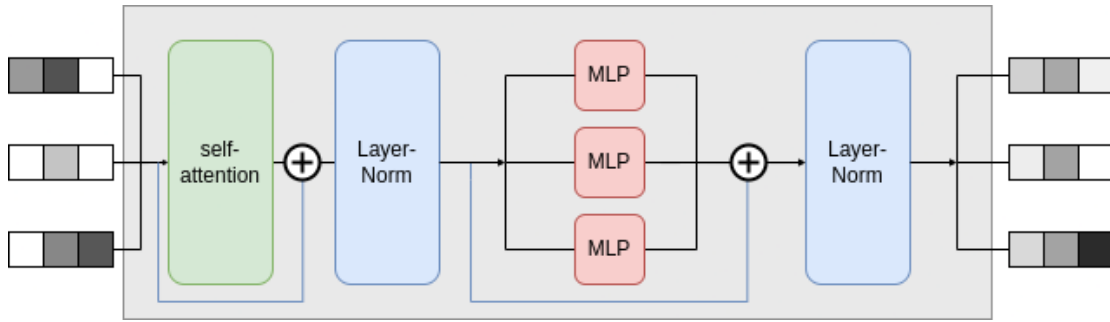 self-
attention
Layer-
Norm
MLP
MLP
MLP
Layer-
Norm